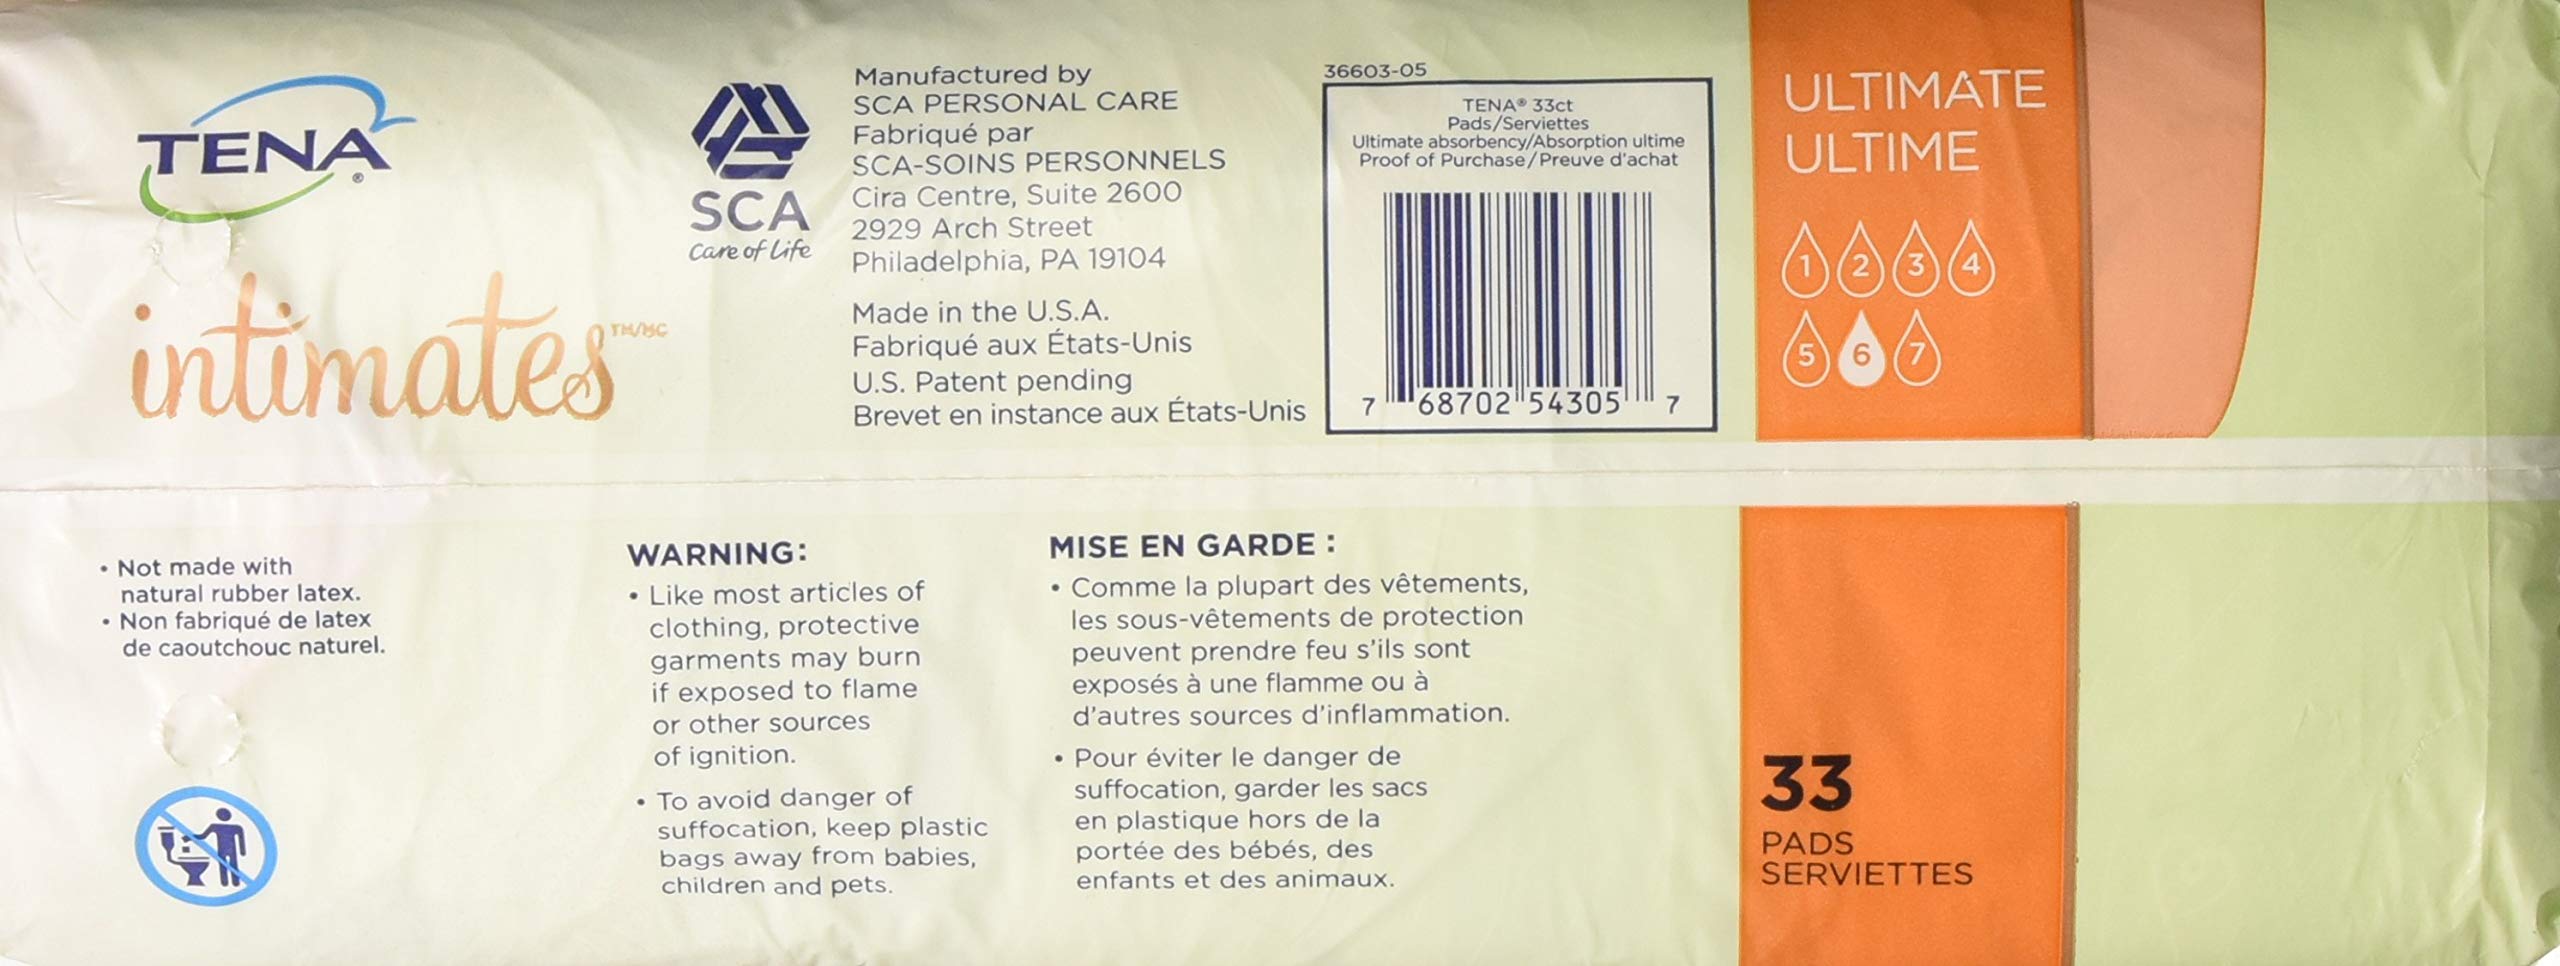 TENA®
intimates™/MC
SCA
Care of Life
Manufactured by
SCA PERSONAL CARE
Fabriqué par
SCA-SOINS PERSONNELS
Cira Centre, Suite 2600
2929 Arch Street
Philadelphia, PA 19104
Made in the U.S.A.
Fabriqué aux États-Unis
U.S. Patent pending
Brevet en instance aux États-Unis
36603-05
TENA® 33ct
Pads/Serviettes
Ultimate absorbency/Absorption ultime
Proof of Purchase/Preuve d'achat
7 68702 54305 7
ULTIMATE
ULTIME
1 2 3 4
5 6 7
• Not made with
natural rubber latex.
• Non fabriqué de latex
de caoutchouc naturel.
WARNING:
• Like most articles of
clothing, protective
garments may burn
if exposed to flame
or other sources
of ignition.
• To avoid danger of
suffocation, keep plastic
bags away from babies,
children and pets.
MISE EN GARDE :
• Comme la plupart des vêtements,
les sous-vêtements de protection
peuvent prendre feu s'ils sont
exposés à une flamme ou à
d'autres sources d'inflammation.
• Pour éviter le danger de
suffocation, garder les sacs
en plastique hors de la
portée des bébés, des
enfants et des animaux.
33
PADS
SERVIETTES